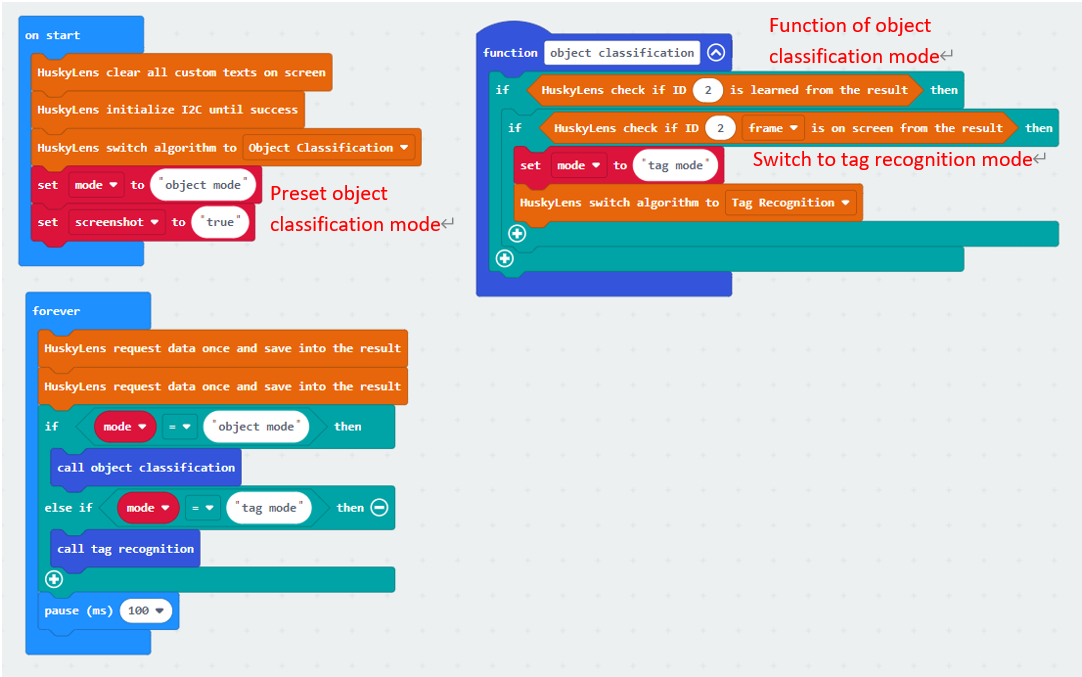 on start
HuskyLens clear all custom texts on screen
HuskyLens initialize I2C until success
HuskyLens switch algorithm to Object Classification
set mode to "object mode"
set screenshot to "true"
Preset object
classification mode
function object classification
Function of object
classification mode
if HuskyLens check if ID 2 is learned from the result then
if HuskyLens check if ID 2 frame is on screen from the result then
set mode to "tag mode"
Switch to tag recognition mode
HuskyLens switch algorithm to Tag Recognition
forever
HuskyLens request data once and save into the result
HuskyLens request data once and save into the result
if mode = "object mode" then
call object classification
else if mode = "tag mode" then
call tag recognition
pause (ms) 100